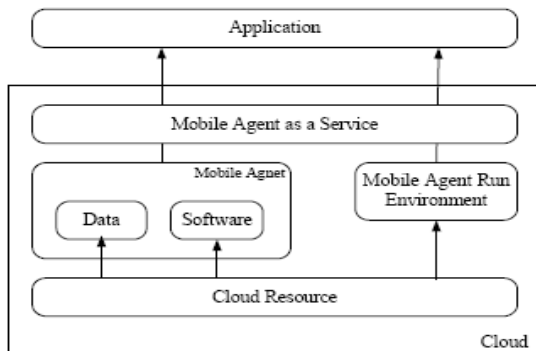 Application
Mobile Agent as a Service
Mobile Agnet
Mobile Agent Run
Environment
Data
Software
Cloud Resource
Cloud